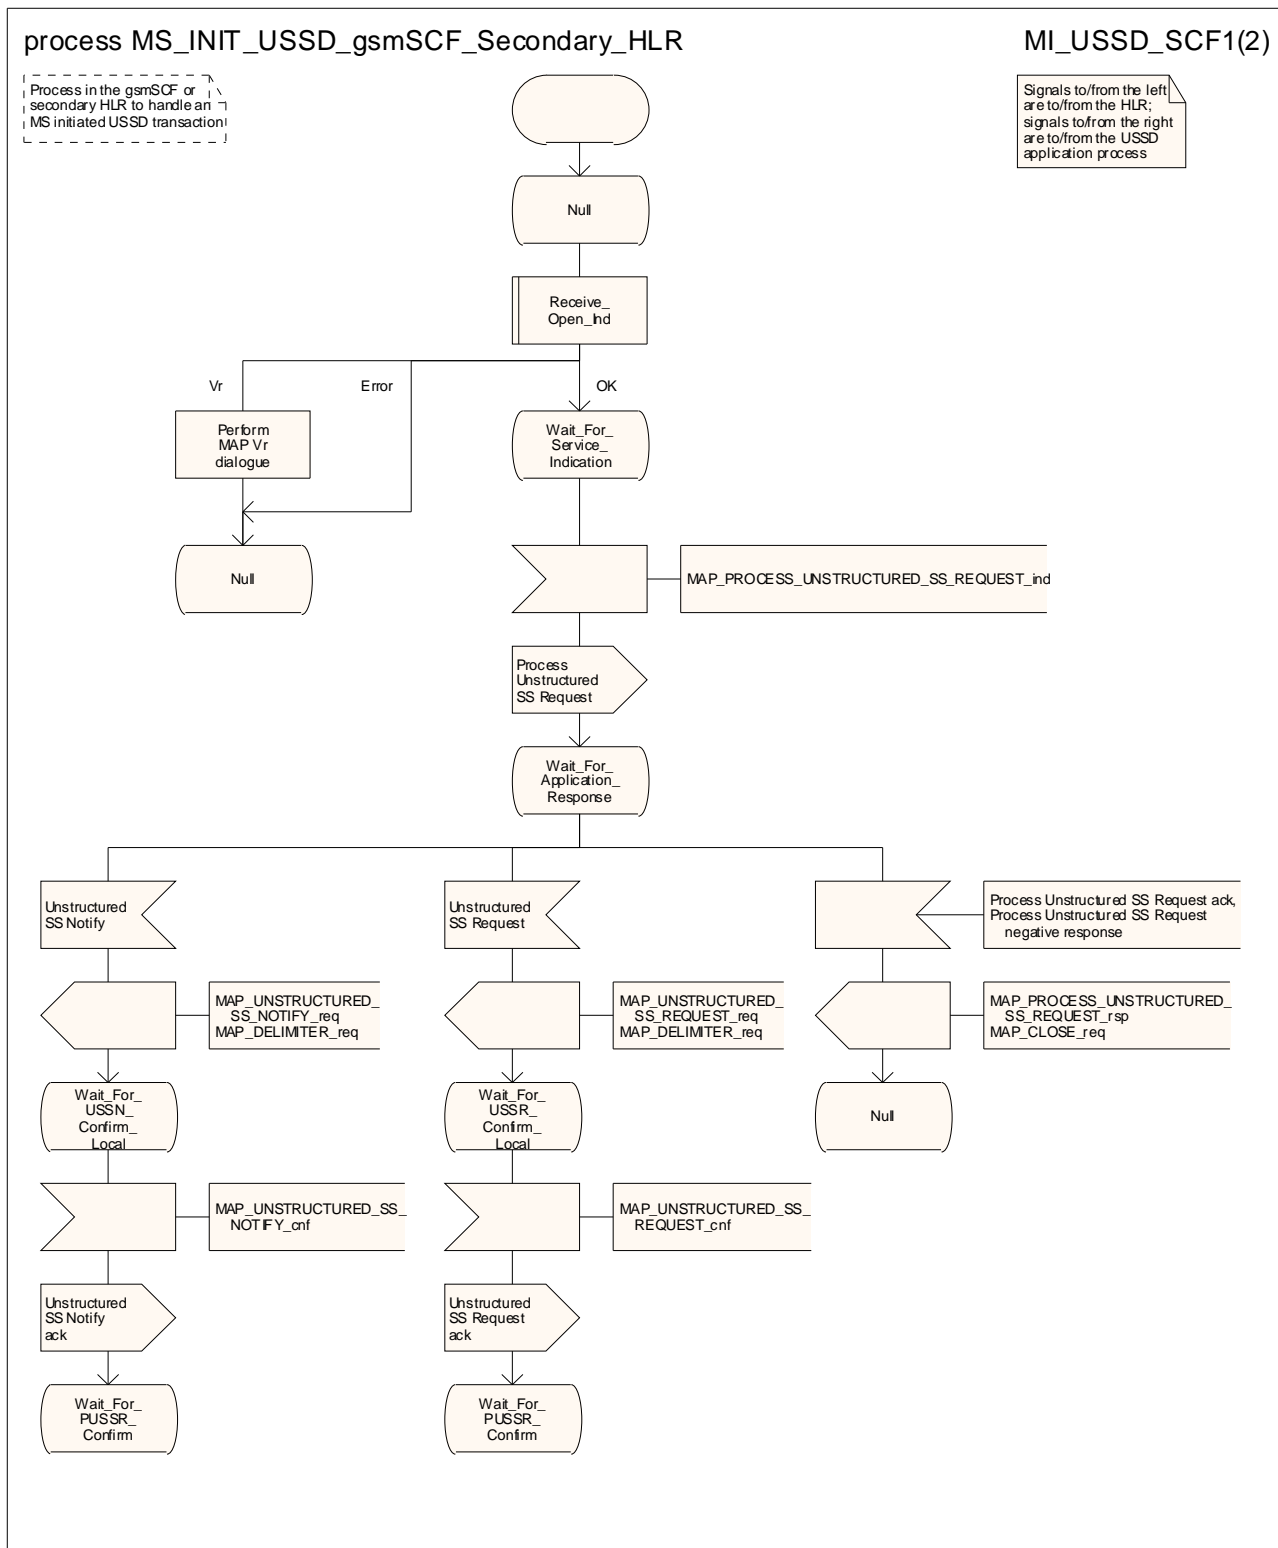 process MS_INIT_USSD_gsmSCF_Secondary_HLR
MI_USSD_SCF1(2)
Process in the gsmSCF or
secondary HLR to handle an
MS initiated USSD transaction
Signals to/from the left
are to/from the HLR;
signals to/from the right
are to/from the USSD
application process
Null
Receive_
Open_Ind
Vr
Error
OK
Perform
MAP Vr
dialogue
Wait_For_
Service_
Indication
Null
MAP_PROCESS_UNSTRUCTURED_SS_REQUEST_ind
Process
Unstructured
SS Request
Wait_For_
Application_
Response
Unstructured
SS Notify
Unstructured
SS Request
Process Unstructured SS Request ack,
Process Unstructured SS Request
negative response
MAP_UNSTRUCTURED_
SS_NOTIFY_req
MAP_DELIMITER_req
MAP_UNSTRUCTURED_
SS_REQUEST_req
MAP_DELIMITER_req
MAP_PROCESS_UNSTRUCTURED_
SS_REQUEST_rsp
MAP_CLOSE_req
Wait_For_
USSN_
Confirm_
Local
Wait_For_
USSR_
Confirm_
Local
Null
MAP_UNSTRUCTURED_SS_
NOTIFY_cnf
MAP_UNSTRUCTURED_SS_
REQUEST_cnf
Unstructured
SS Notify
ack
Unstructured
SS Request
ack
Wait_For_
PUSSR_
Confirm
Wait_For_
PUSSR_
Confirm